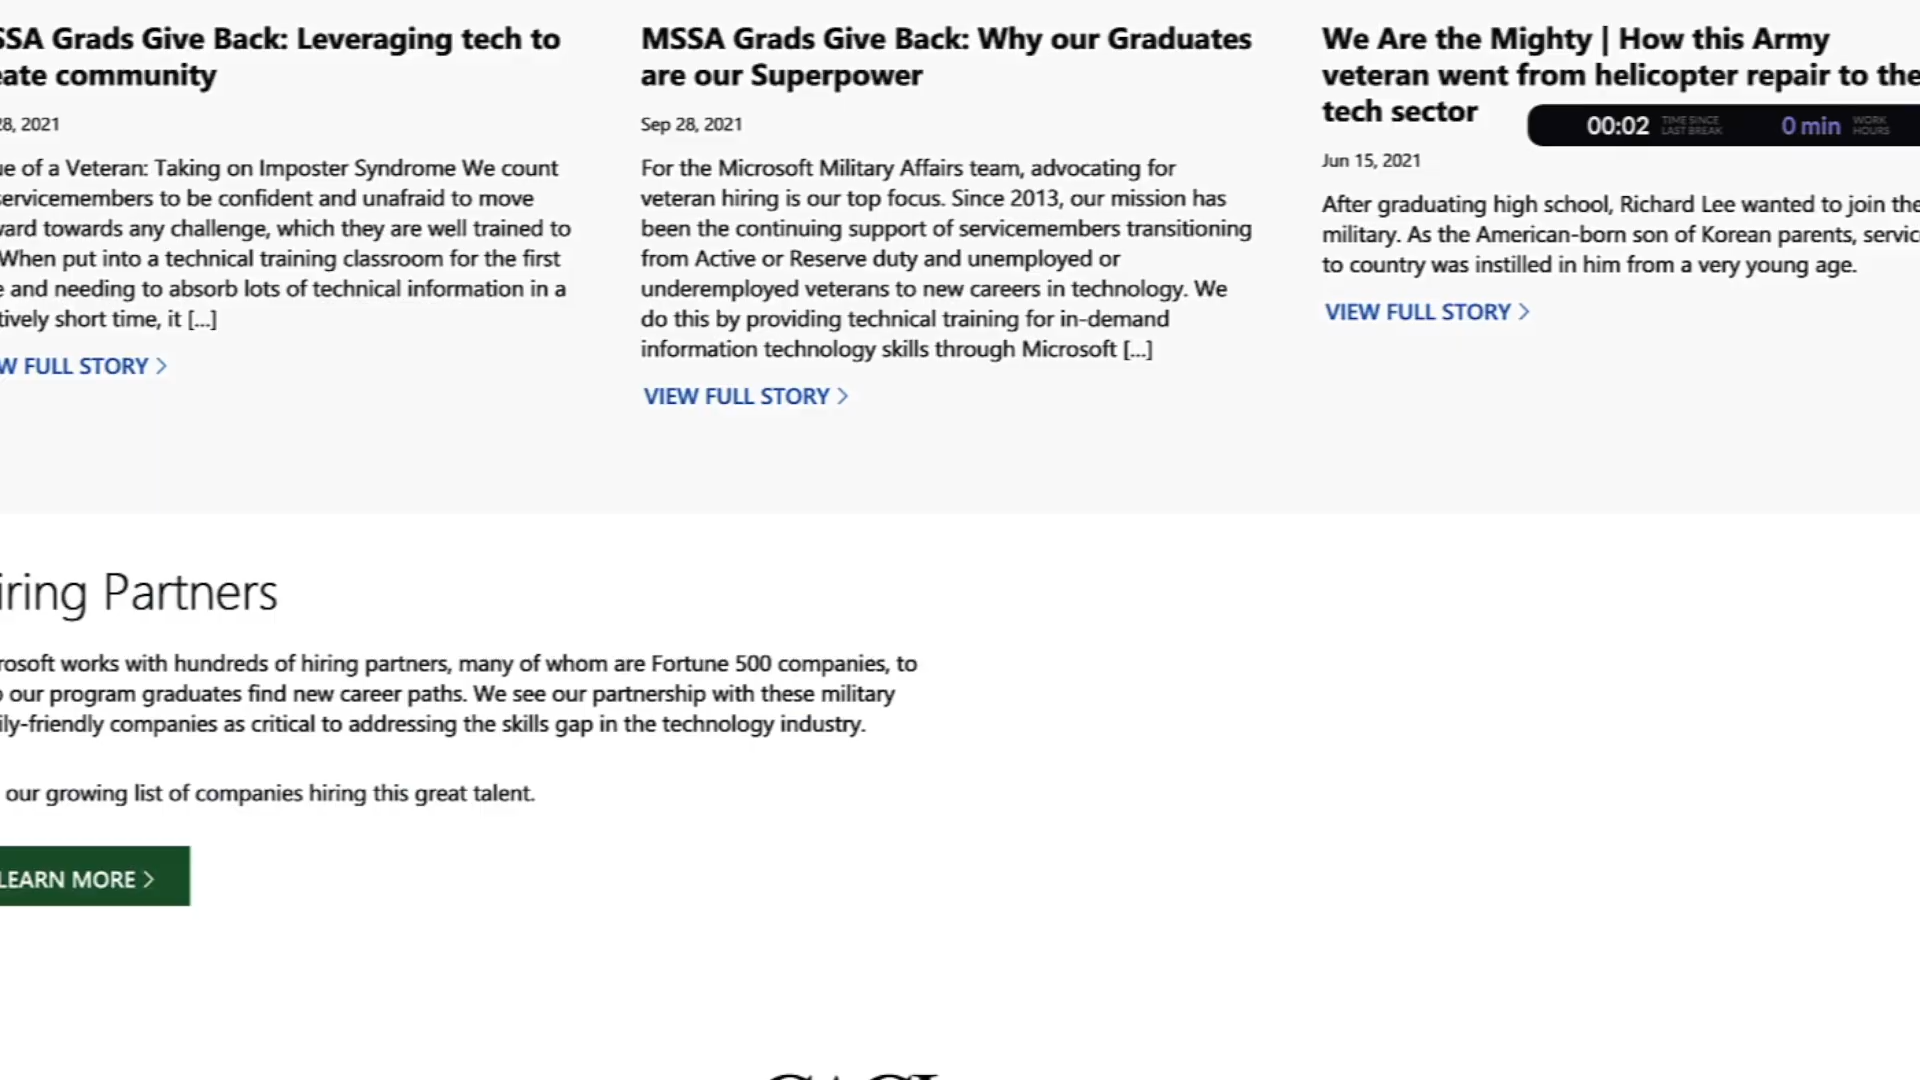 SSA Grads Give Back: Leveraging tech to
eate community
28, 2021
ue of a Veteran: Taking on Imposter Syndrome We count
servicemembers to be confident and unafraid to move
ward towards any challenge, which they are well trained to
When put into a technical training classroom for the first
e and needing to absorb lots of technical information in a
tively short time, it [...]
W FULL STORY >
MSSA Grads Give Back: Why our Graduates
are our Superpower
Sep 28, 2021
For the Microsoft Military Affairs team, advocating for
veteran hiring is our top focus. Since 2013, our mission has
been the continuing support of servicemembers transitioning
from Active or Reserve duty and unemployed or
underemployed veterans to new careers in technology. We
do this by providing technical training for in-demand
information technology skills through Microsoft [...]
VIEW FULL STORY >
We Are the Mighty | How this Army
veteran went from helicopter repair to the
tech sector
00:02 TIME SINCE LAST BREAK 0 min WORK HOURS
Jun 15, 2021
After graduating high school, Richard Lee wanted to join the
military. As the American-born son of Korean parents, servic
to country was instilled in him from a very young age.
VIEW FULL STORY >
iring Partners
rosoft works with hundreds of hiring partners, many of whom are Fortune 500 companies, to
p our program graduates find new career paths. We see our partnership with these military
ily-friendly companies as critical to addressing the skills gap in the technology industry.
our growing list of companies hiring this great talent.
LEARN MORE >